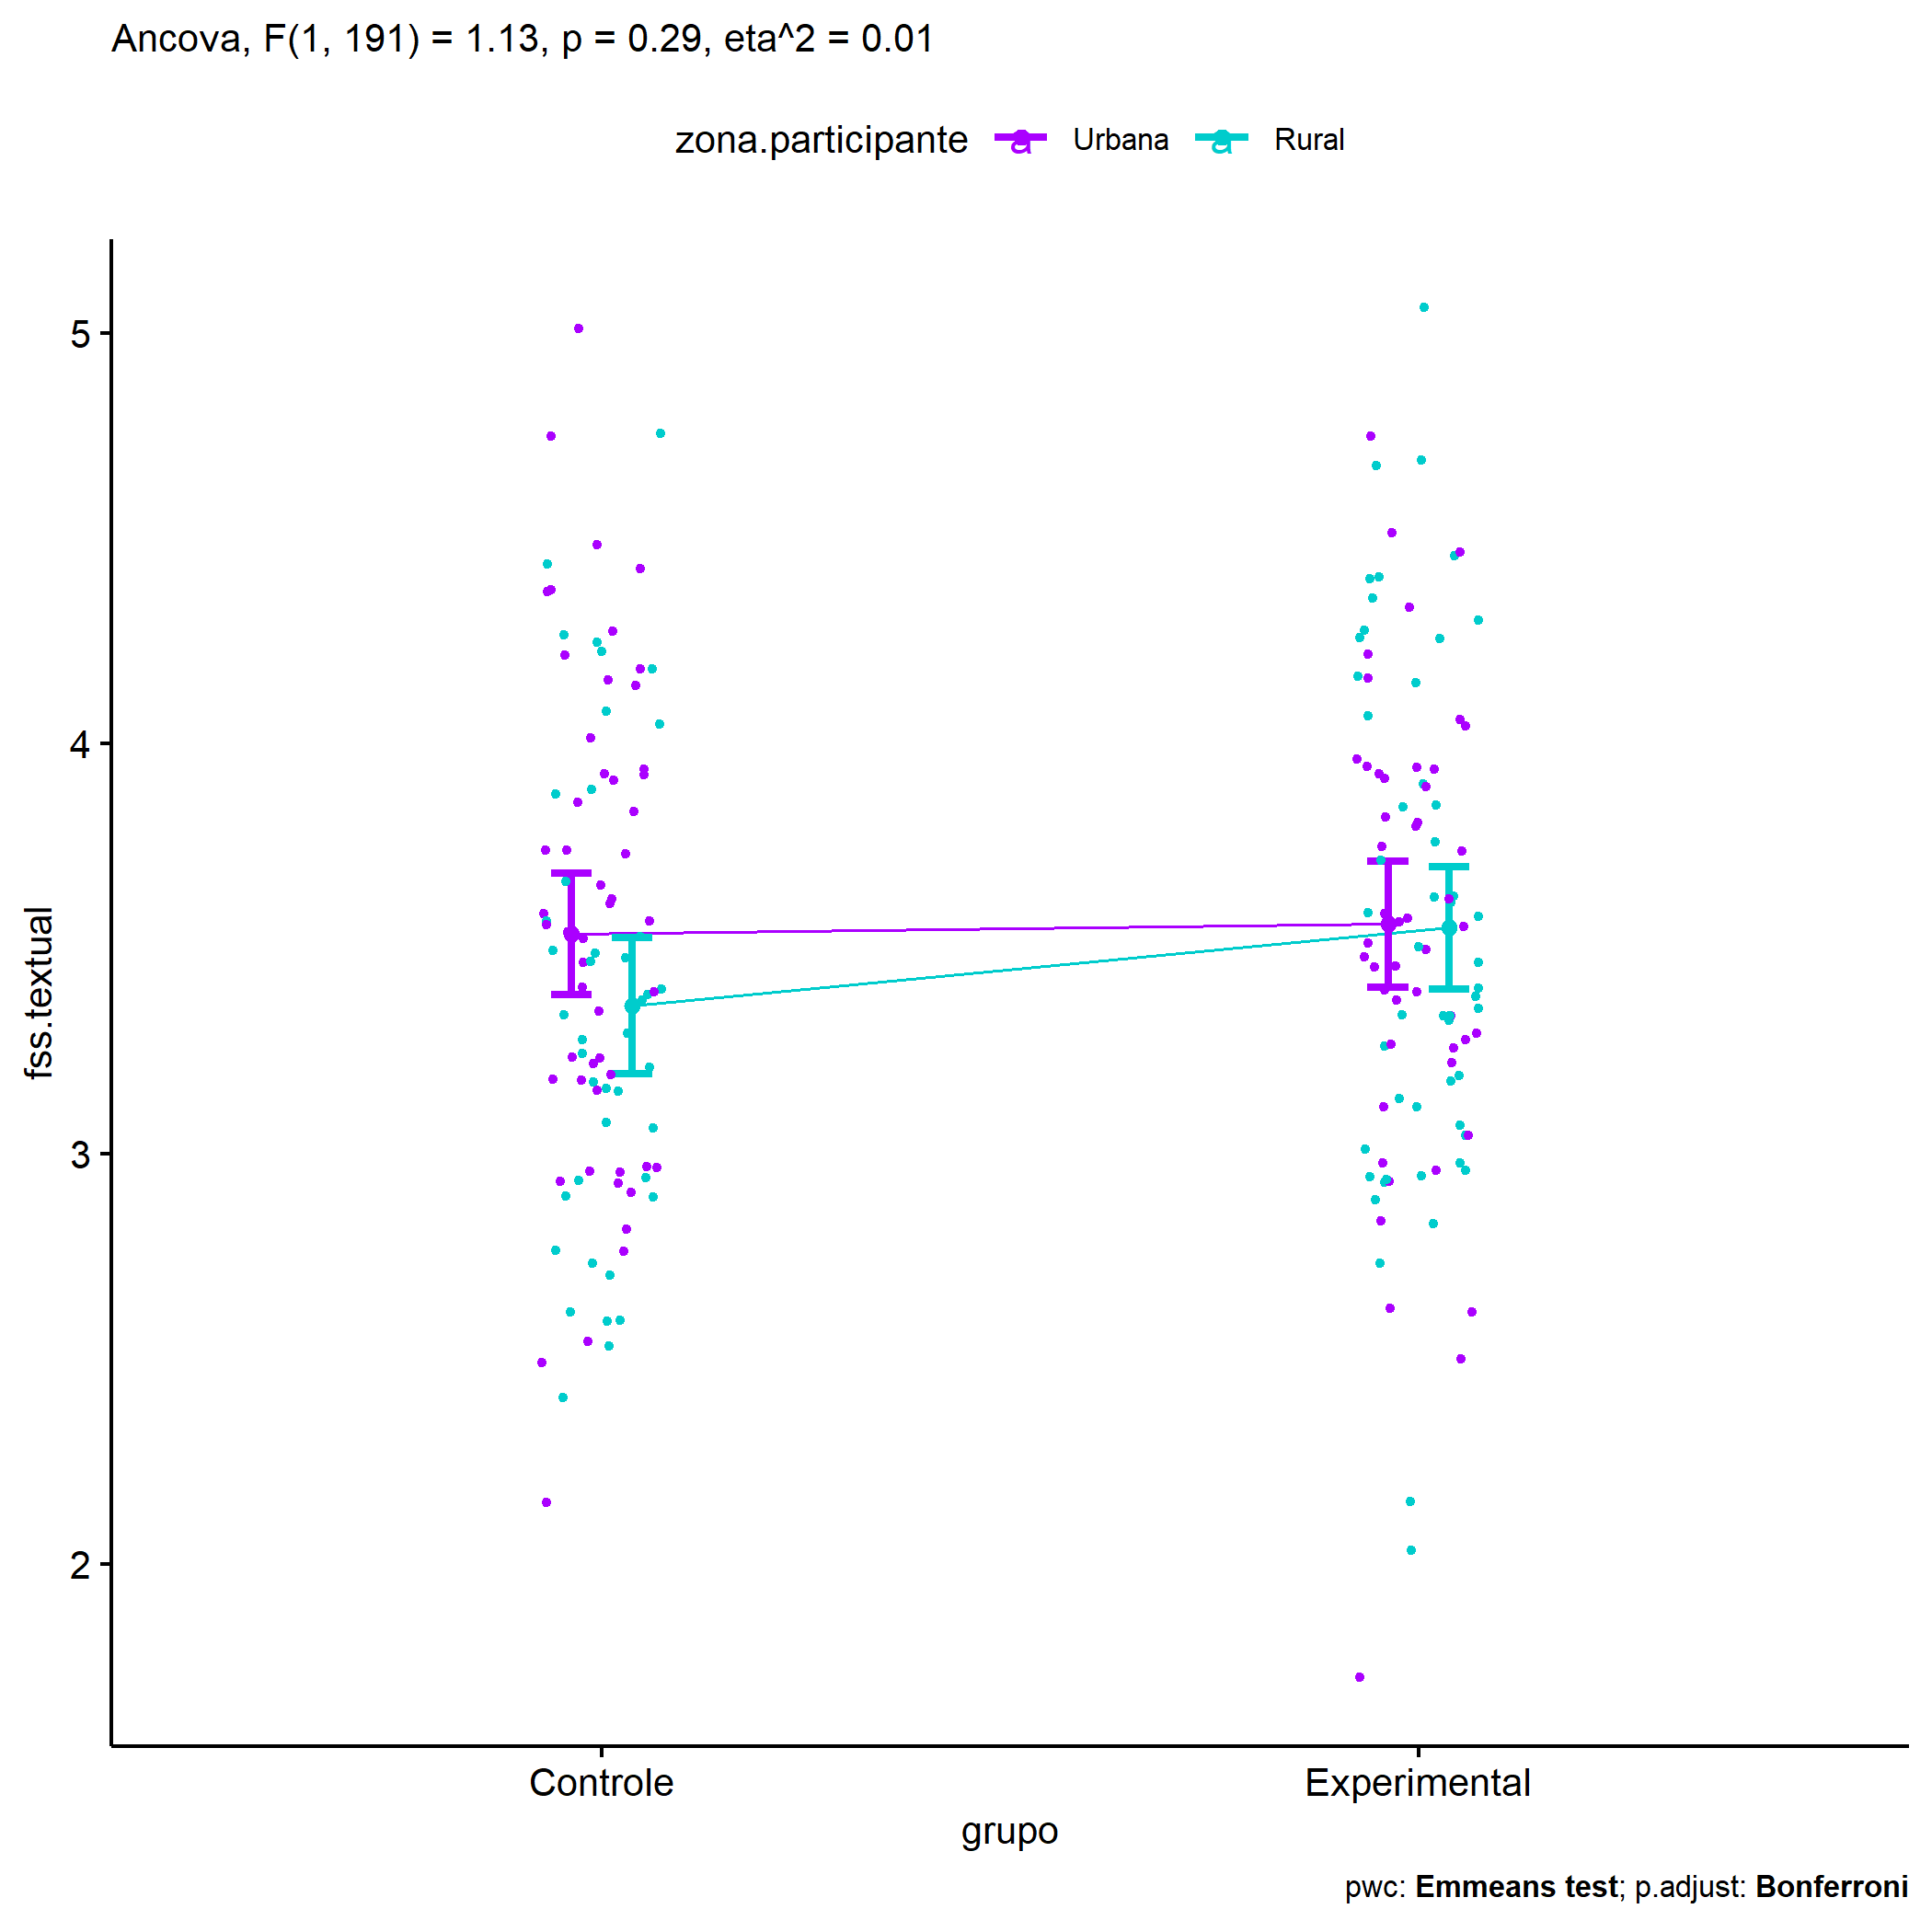 Ancova, F(1, 191) = 1.13, p = 0.29, eta^2 = 0.01
zona.participante a Urbana a Rural
fss.textual
5
4
3
2
Controle Experimental
grupo
pwc: Emmeans test; p.adjust: Bonferroni